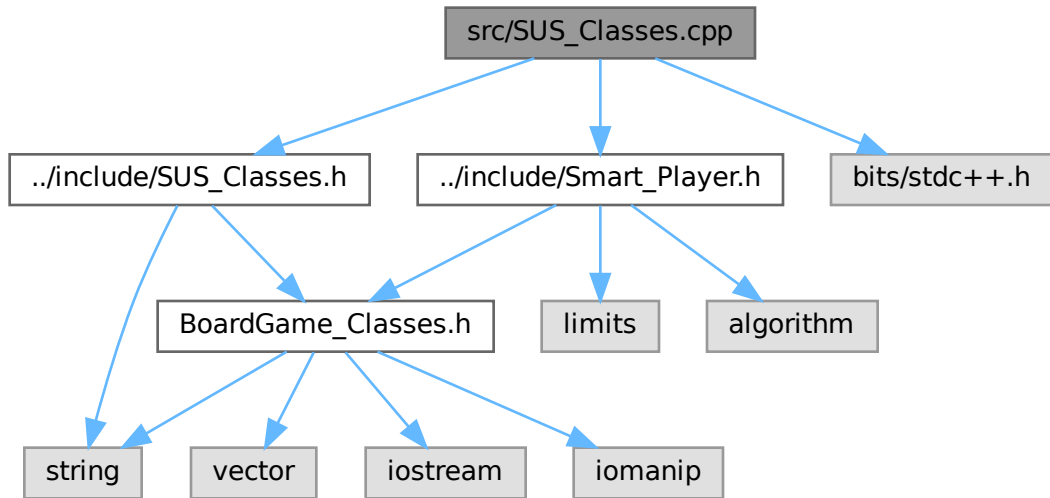 src/SUS_Classes.cpp
../include/SUS_Classes.h
../include/Smart_Player.h
bits/stdc++.h
BoardGame_Classes.h
limits
algorithm
string
vector
iostream
iomanip